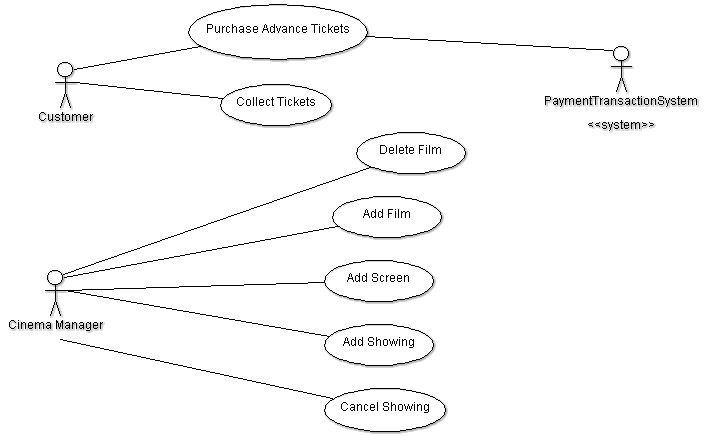 Purchase Advance Tickets
Collect Tickets
Customer
PaymentTransactionSystem
<<system>>
Delete Film
Add Film
Add Screen
Cinema Manager
Add Showing
Cancel Showing